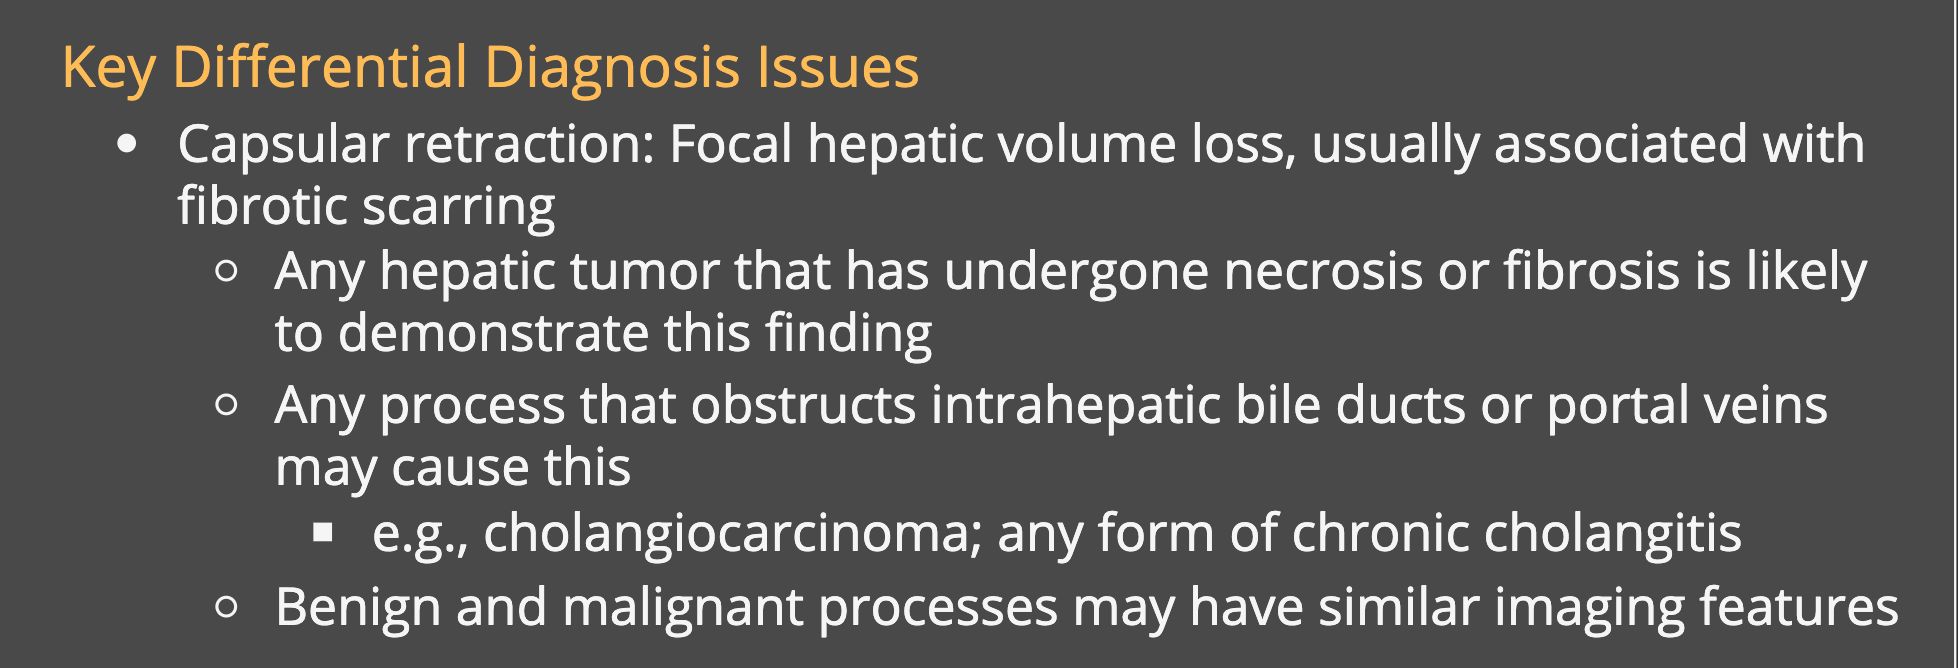 Key Differential Diagnosis Issues
• Capsular retraction: Focal hepatic volume loss, usually associated with
fibrotic scarring
○ Any hepatic tumor that has undergone necrosis or fibrosis is likely
to demonstrate this finding
○ Any process that obstructs intrahepatic bile ducts or portal veins
may cause this
■ e.g., cholangiocarcinoma; any form of chronic cholangitis
○ Benign and malignant processes may have similar imaging features